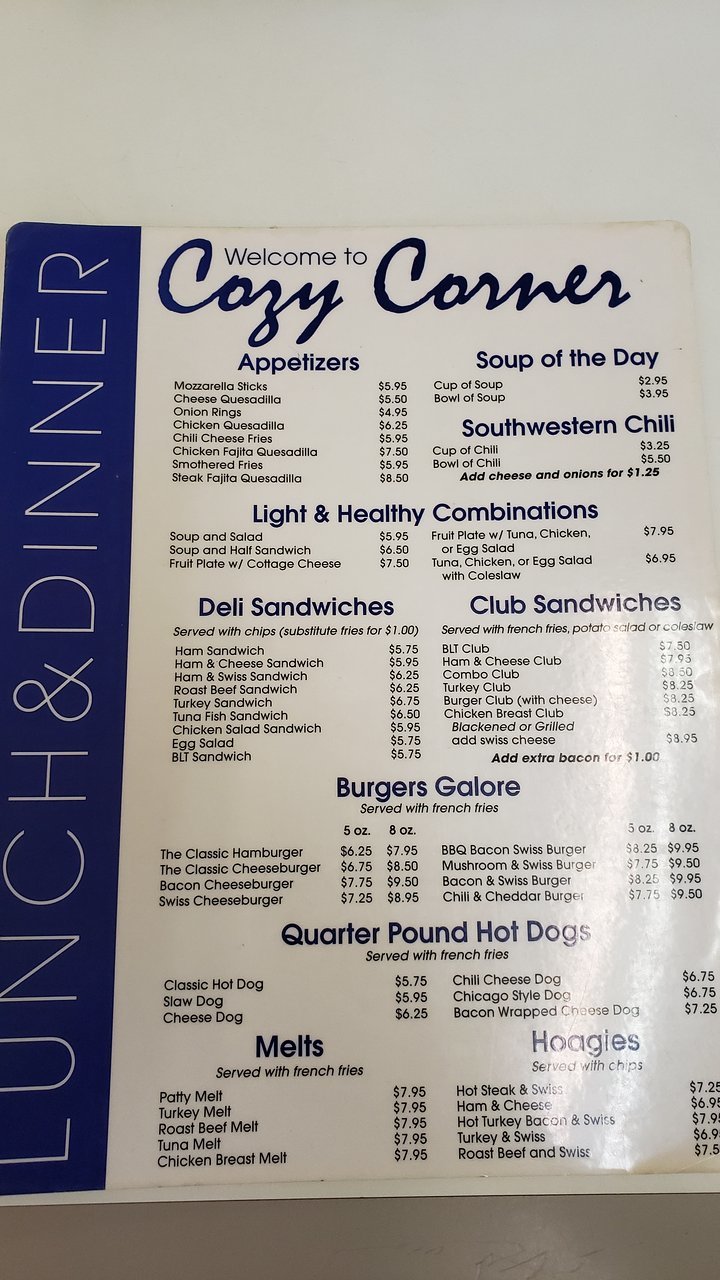 LUNCH & DINNER
Welcome to
Cozy Corner
Appetizers
Mozzarella Sticks $5.95
Cheese Quesadilla $5.50
Onion Rings $4.95
Chicken Quesadilla $6.25
Chili Cheese Fries $5.95
Chicken Fajita Quesadilla $7.50
Smothered Fries $5.95
Steak Fajita Quesadilla $8.50
Soup of the Day
Cup of Soup $2.95
Bowl of Soup $3.95
Southwestern Chili
Cup of Chili $3.25
Bowl of Chili $5.50
Add cheese and onions for $1.25
Light & Healthy Combinations
Soup and Salad $5.95
Soup and Half Sandwich $6.50
Fruit Plate w/ Cottage Cheese $7.50
Fruit Plate w/ Tuna, Chicken, $7.95
or Egg Salad
Tuna, Chicken, or Egg Salad $6.95
with Coleslaw
Deli Sandwiches
Served with chips (substitute fries for $1.00)
Ham Sandwich $5.75
Ham & Cheese Sandwich $5.95
Ham & Swiss Sandwich $6.25
Roast Beef Sandwich $6.25
Turkey Sandwich $6.75
Tuna Fish Sandwich $6.50
Chicken Salad Sandwich $5.95
Egg Salad $5.75
BLT Sandwich $5.75
Club Sandwiches
Served with french fries, potato salad or coleslaw
BLT Club $7.50
Ham & Cheese Club $7.95
Combo Club $8.50
Turkey Club $8.25
Burger Club (with cheese) $8.25
Chicken Breast Club $8.25
Blackened or Grilled
add swiss cheese $8.95
Add extra bacon for $1.00
Burgers Galore
Served with french fries
5 oz. 8 oz.
The Classic Hamburger $6.25 $7.95
The Classic Cheeseburger $6.75 $8.50
Bacon Cheeseburger $7.75 $9.50
Swiss Cheeseburger $7.25 $8.95
5 oz. 8 oz.
BBQ Bacon Swiss Burger $8.25 $9.95
Mushroom & Swiss Burger $7.75 $9.50
Bacon & Swiss Burger $8.25 $9.95
Chili & Cheddar Burger $7.75 $9.50
Quarter Pound Hot Dogs
Served with french fries
Classic Hot Dog $5.75
Slaw Dog $5.95
Cheese Dog $6.25
Chili Cheese Dog $6.75
Chicago Style Dog $6.75
Bacon Wrapped Cheese Dog $7.25
Melts
Served with french fries
Patty Melt $7.95
Turkey Melt $7.95
Roast Beef Melt $7.95
Tuna Melt $7.95
Chicken Breast Melt $7.95
Hoagies
Served with chips
Hot Steak & Swiss $7.25
Ham & Cheese $6.95
Hot Turkey Bacon & Swiss
Turkey & Swiss
Roast Beef and Swiss